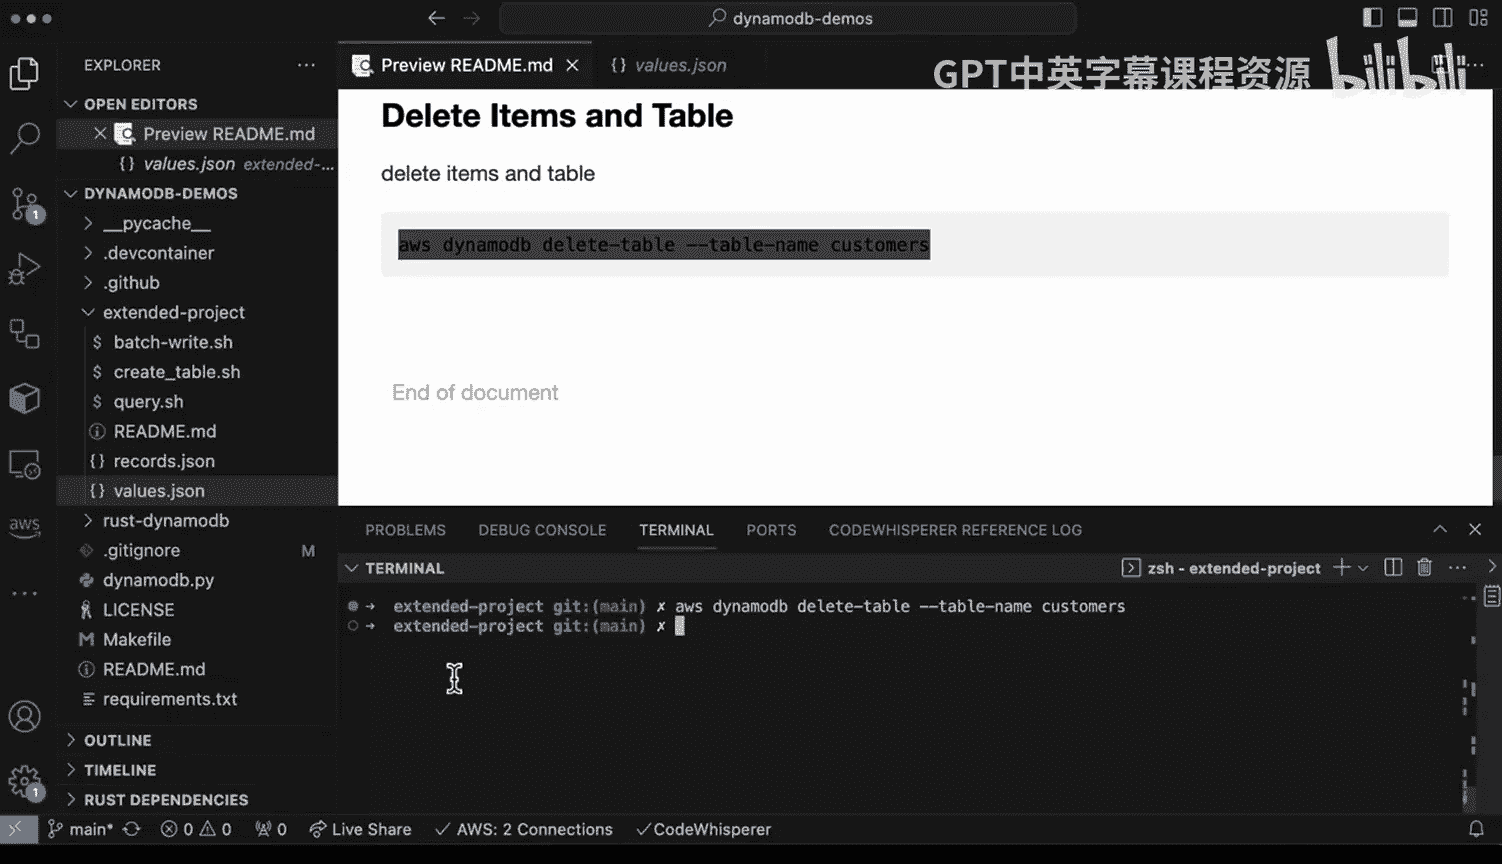 dynamodb-demos
EXPLORER
Preview README.md
{} values.json
GPT中英字幕课程资源 bilibili
OPEN EDITORS
Preview README.md
{} values.json extended-...
DYNAMODB-DEMOS
__pycache__
.devcontainer
.github
extended-project
$ batch-write.sh
$ create_table.sh
$ query.sh
README.md
{} records.json
{} values.json
rust-dynamodb
.gitignore M
dynamodb.py
LICENSE
Makefile
README.md
requirements.txt
OUTLINE
TIMELINE
RUST DEPENDENCIES
1
aws
1
Delete Items and Table
delete items and table
aws dynamodb delete-table --table-name customers
End of document
PROBLEMS DEBUG CONSOLE TERMINAL PORTS CODEWHISPERER REFERENCE LOG
TERMINAL zsh - extended-project
→ extended-project git:(main) ✗ aws dynamodb delete-table --table-name customers
→ extended-project git:(main) ✗
main* 0 0 0 Live Share AWS: 2 Connections CodeWhisperer